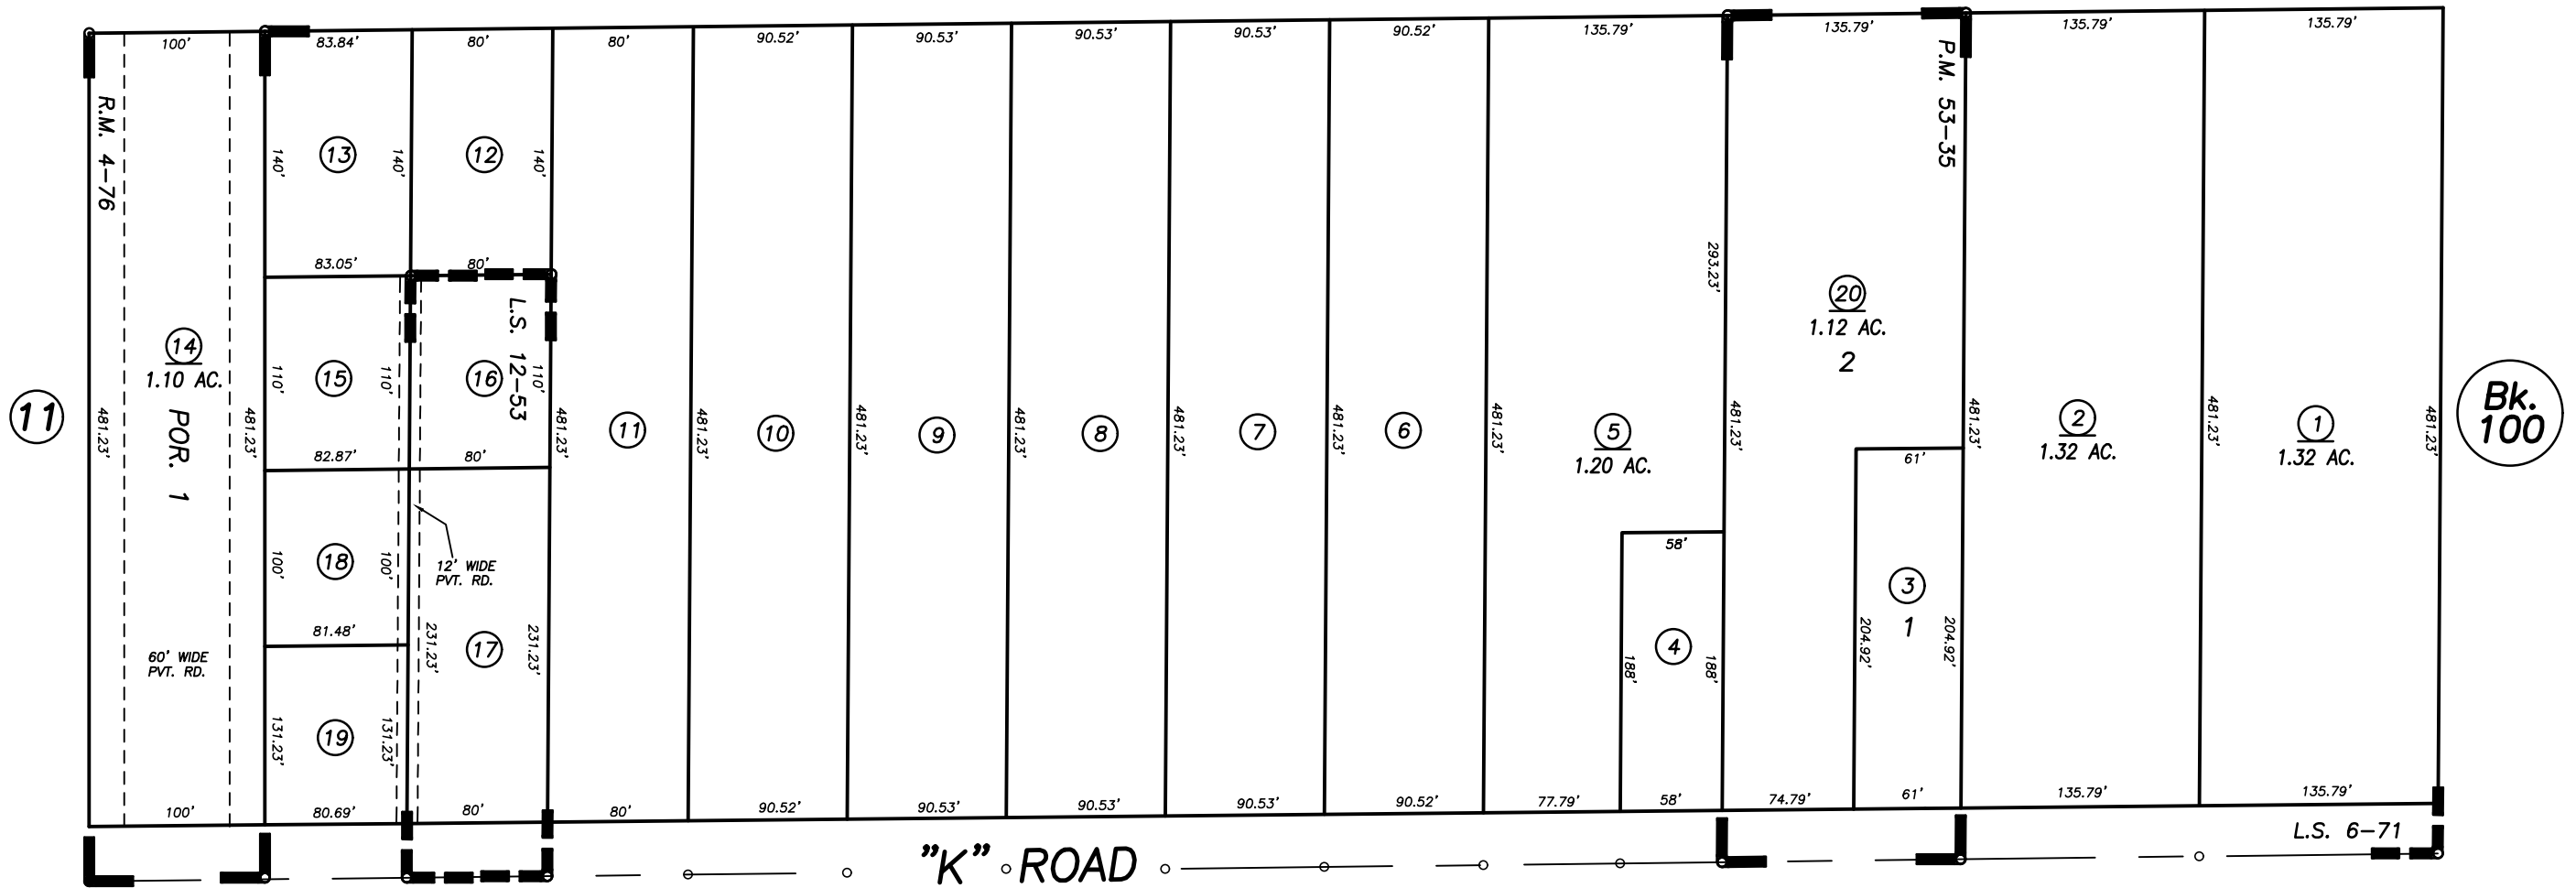 100' 83.84' 80' 80' 90.52' 90.53' 90.53' 90.53' 90.52' 135.79' 135.79' 135.79' 135.79'
R.M. 4-76
P.M. 53-35
13 12
140' 140' 140'
83.05' 80'
293.23'
L.S. 12-53
14
1.10 AC.
POR. 1
15 16
110' 110' 110'
20
1.12 AC.
2
11
481.23' 481.23' 481.23' 481.23' 481.23' 481.23' 481.23' 481.23' 481.23' 481.23' 481.23' 481.23' 481.23'
11 10 9 8 7 6
5
1.20 AC.
2
1.32 AC.
1
1.32 AC.
Bk.
100
82.87' 80'
61'
18
100' 100'
12' WIDE
PVT. RD.
58'
3
1
204.92' 204.92'
81.48'
231.23' 17 231.23'
4
188' 188'
60' WIDE
PVT. RD.
19
131.23' 131.23'
100' 80.69' 80' 80' 90.52' 90.53' 90.53' 90.53' 90.52' 77.79' 58' 74.79' 61' 135.79' 135.79'
L.S. 6-71
"K" ROAD